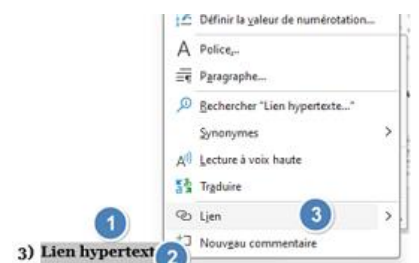 Définir la valeur de numérotation...
Police...
Paragraphe...
Rechercher "Lien hypertexte..."
Synonymes
Lecture à voix haute
Traduire
1
Lien
3
3) Lien hypertext
2
Nouveau commentaire